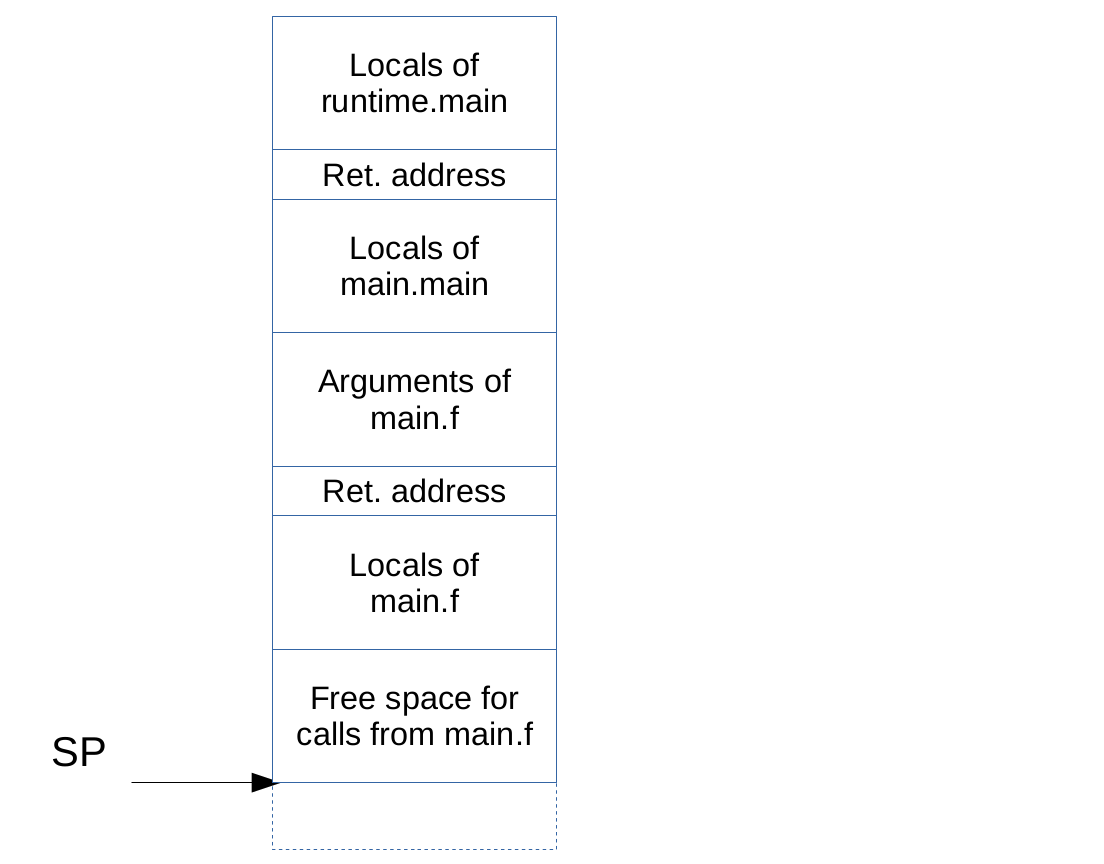 Locals of
runtime.main
Ret. address
Locals of
main.main
Arguments of
main.f
Ret. address
Locals of
main.f
Free space for
calls from main.f
SP